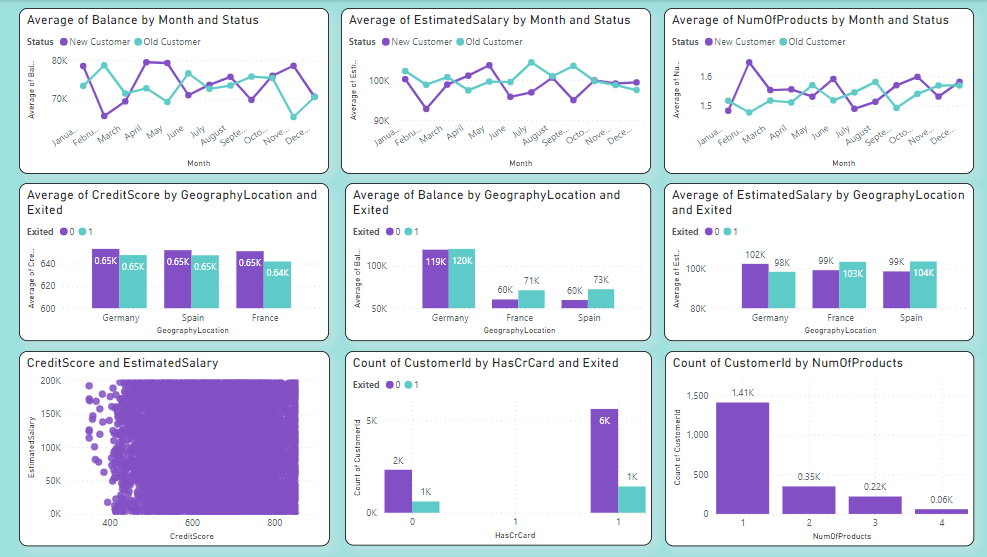 Average of Balance by Month and Status
Status New Customer Old Customer
Average of Bal...
80K
70K
Janua... Febru... March April May June July August Septe... Octo... Nove... Dece...
Month
Average of EstimatedSalary by Month and Status
Status New Customer Old Customer
Average of Esti...
100K
90K
Janua... Febru... March April May June July August Septe... Octo... Nove... Dece...
Month
Average of NumOfProducts by Month and Status
Status New Customer Old Customer
Average of Nu...
1.6
1.5
Janua... Febru... March April May June July August Septe... Octo... Nove... Dece...
Month
Average of CreditScore by GeographyLocation and
Exited
Exited 0 1
Average of Cre...
640
620
600
0.65K 0.65K 0.65K 0.65K 0.65K 0.64K
Germany Spain France
GeographyLocation
Average of Balance by GeographyLocation and
Exited
Exited 0 1
Average of Bal...
100K
50K
119K 120K 60K 71K 60K 73K
Germany France Spain
GeographyLocation
Average of EstimatedSalary by GeographyLocation
and Exited
Exited 0 1
Average of Est...
100K
80K
102K 98K 99K 103K 99K 104K
Germany France Spain
GeographyLocation
CreditScore and EstimatedSalary
EstimatedSalary
200K
150K
100K
50K
0K
400 600 800
CreditScore
Count of CustomerId by HasCrCard and Exited
Exited 0 1
Count of CustomerId
5K
0K
2K 1K 6K 1K
0 1 1
HasCrCard
Count of CustomerId by NumOfProducts
Count of CustomerId
1,500
1,000
500
0
1.41K 0.35K 0.22K 0.06K
1 2 3 4
NumOfProducts